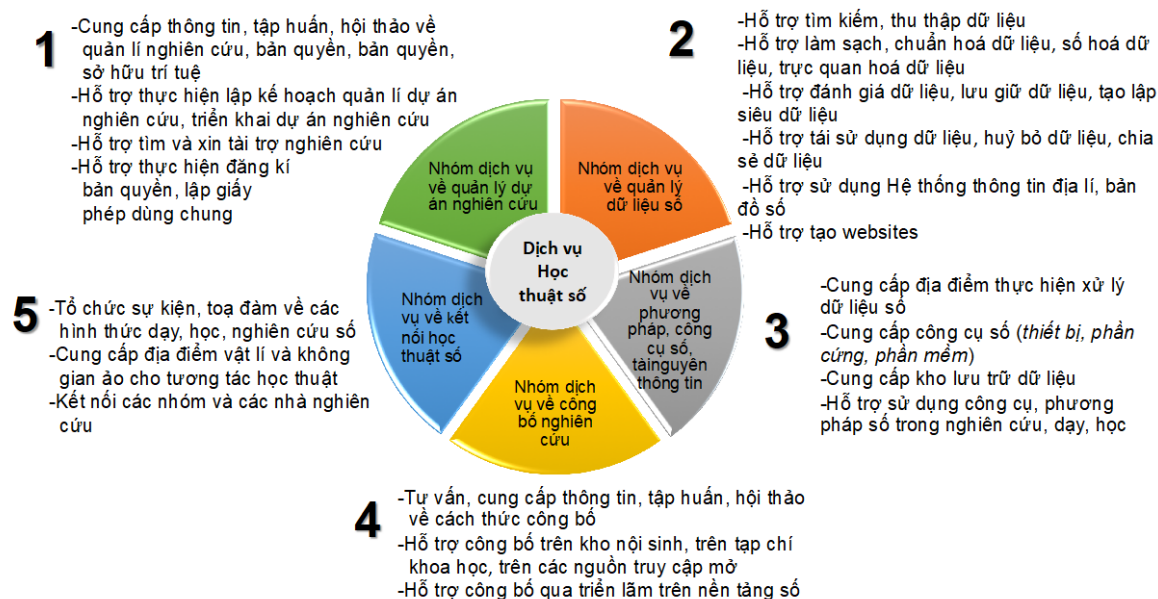 1
-Cung cấp thông tin, tập huấn, hội thảo về
quản lí nghiên cứu, bản quyền, bản quyền,
sở hữu trí tuệ
-Hỗ trợ thực hiện lập kế hoạch quản lí dự án
nghiên cứu, triển khai dự án nghiên cứu
-Hỗ trợ tìm và xin tài trợ nghiên cứu
-Hỗ trợ thực hiện đăng kí
bản quyền, lập giấy
phép dùng chung
2
-Hỗ trợ tìm kiếm, thu thập dữ liệu
-Hỗ trợ làm sạch, chuẩn hoá dữ liệu, số hoá dữ
liệu, trực quan hoá dữ liệu
-Hỗ trợ đánh giá dữ liệu, lưu giữ dữ liệu, tạo lập
siêu dữ liệu
-Hỗ trợ tái sử dụng dữ liệu, huỷ bỏ dữ liệu, chia
sẻ dữ liệu
-Hỗ trợ sử dụng Hệ thống thông tin địa lí, bản
đồ số
-Hỗ trợ tạo websites
Nhóm dịch vụ
về quản lý dự
án nghiên cứu
Nhóm dịch vụ
về quản lý
dữ liệu số
Dịch vụ
Học
thuật số
Nhóm dịch
vụ về kết
nối học
thuật số
Nhóm dịch
vụ về
phương
pháp, công
cụ số,
tàinguyên
thông tin
Nhóm dịch
vụ về công
bố nghiên
cứu
3
-Cung cấp địa điểm thực hiện xử lý
dữ liệu số
-Cung cấp công cụ số (thiết bị, phần
cứng, phần mềm)
-Cung cấp kho lưu trữ dữ liệu
-Hỗ trợ sử dụng công cụ, phương
pháp số trong nghiên cứu, dạy, học
5
-Tổ chức sự kiện, toạ đàm về các
hình thức dạy, học, nghiên cứu số
-Cung cấp địa điểm vật lí và không
gian ảo cho tương tác học thuật
-Kết nối các nhóm và các nhà nghiên
cứu
4
-Tư vấn, cung cấp thông tin, tập huấn, hội thảo
về cách thức công bố
-Hỗ trợ công bố trên kho nội sinh, trên tạp chí
khoa học, trên các nguồn truy cập mở
-Hỗ trợ công bố qua triển lãm trên nền tảng số